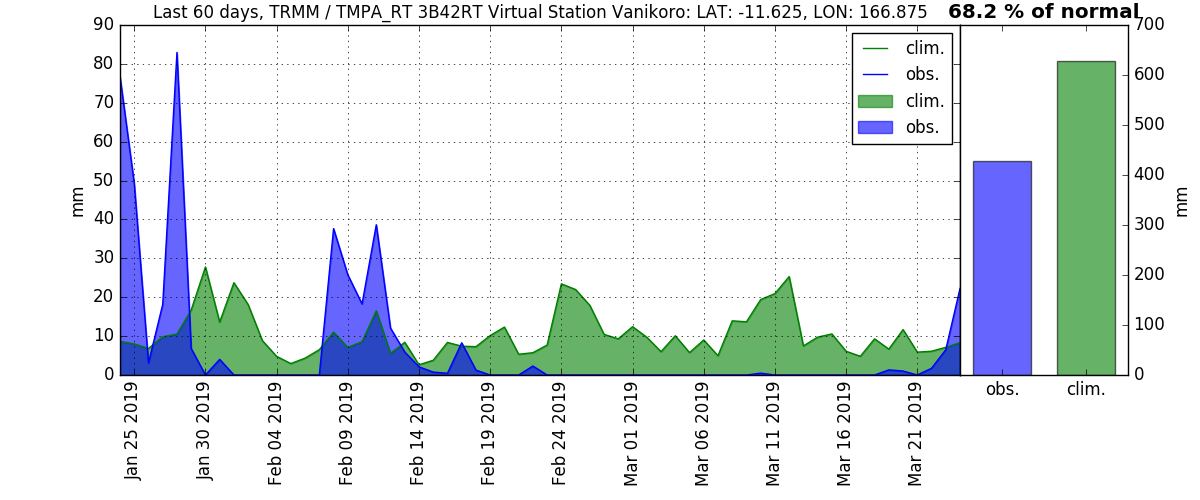 Last 60 days, TRMM / TMPA_RT 3B42RT Virtual Station Vanikoro: LAT: -11.625, LON: 166.875
68.2 % of normal
90
80
70
60
50
40
30
20
10
0
mm
clim.
obs.
clim.
obs.
Jan 25 2019
Jan 30 2019
Feb 04 2019
Feb 09 2019
Feb 14 2019
Feb 19 2019
Feb 24 2019
Mar 01 2019
Mar 06 2019
Mar 11 2019
Mar 16 2019
Mar 21 2019
700
600
500
400
300
200
100
0
mm
obs.
clim.